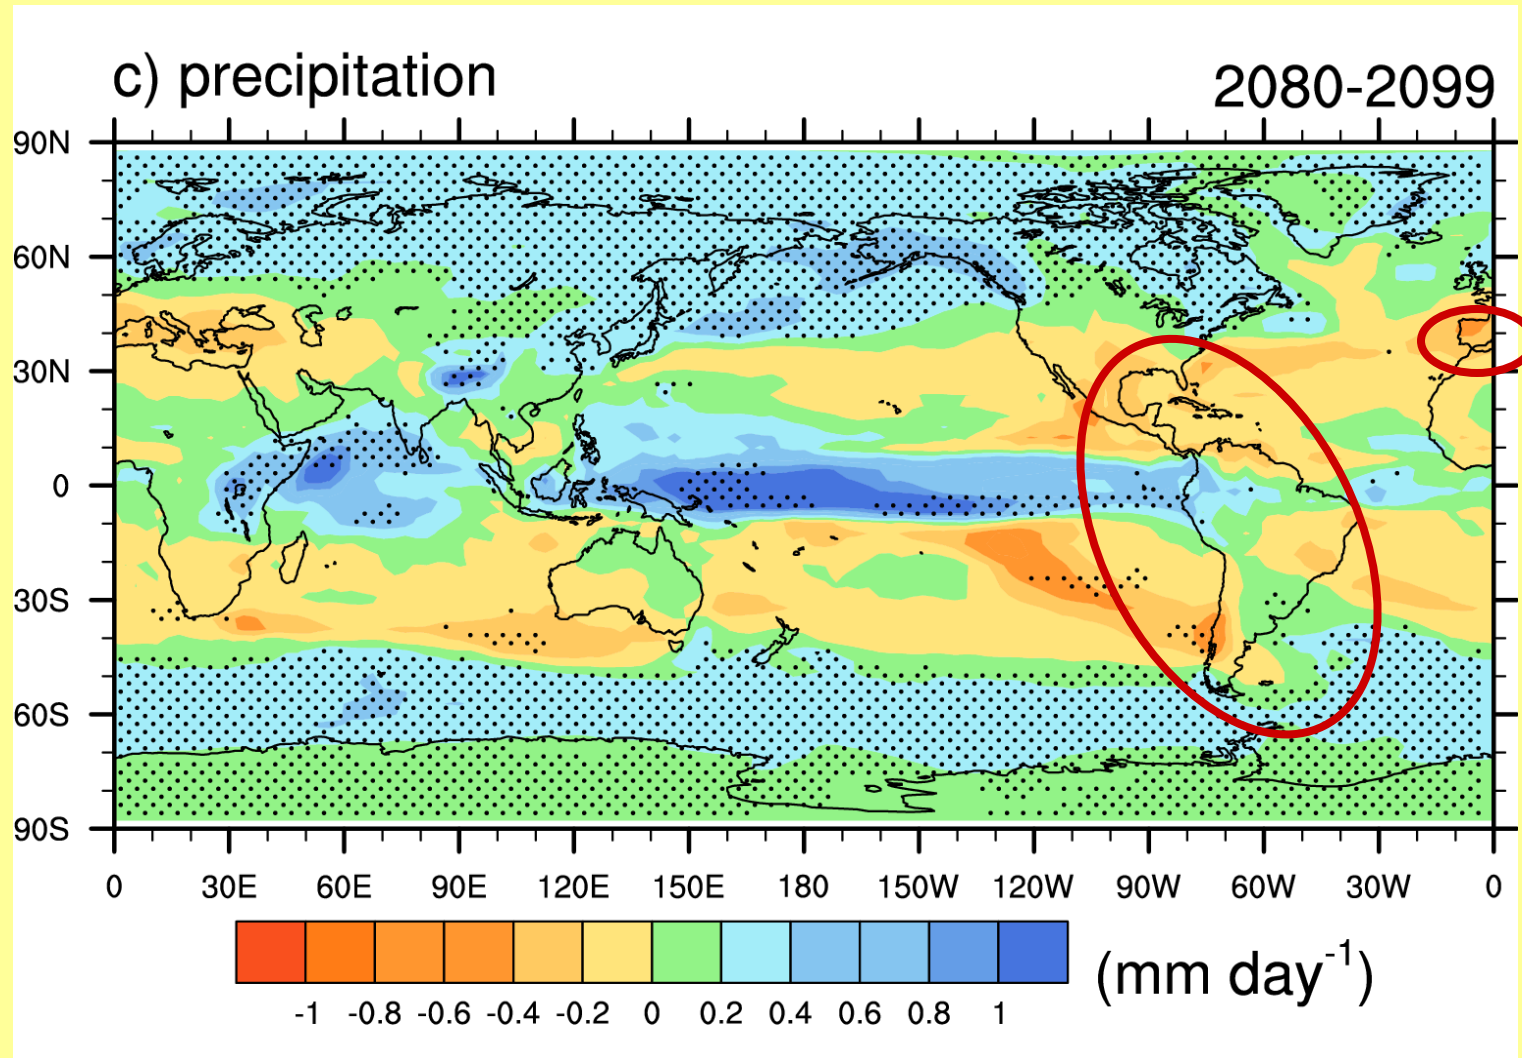 c) precipitation 2080-2099
90N
60N
30N
0
30S
60S
90S
0 30E 60E 90E 120E 150E 180 150W 120W 90W 60W 30W 0
-1 -0.8 -0.6 -0.4 -0.2 0 0.2 0.4 0.6 0.8 1
(mm day⁻¹)